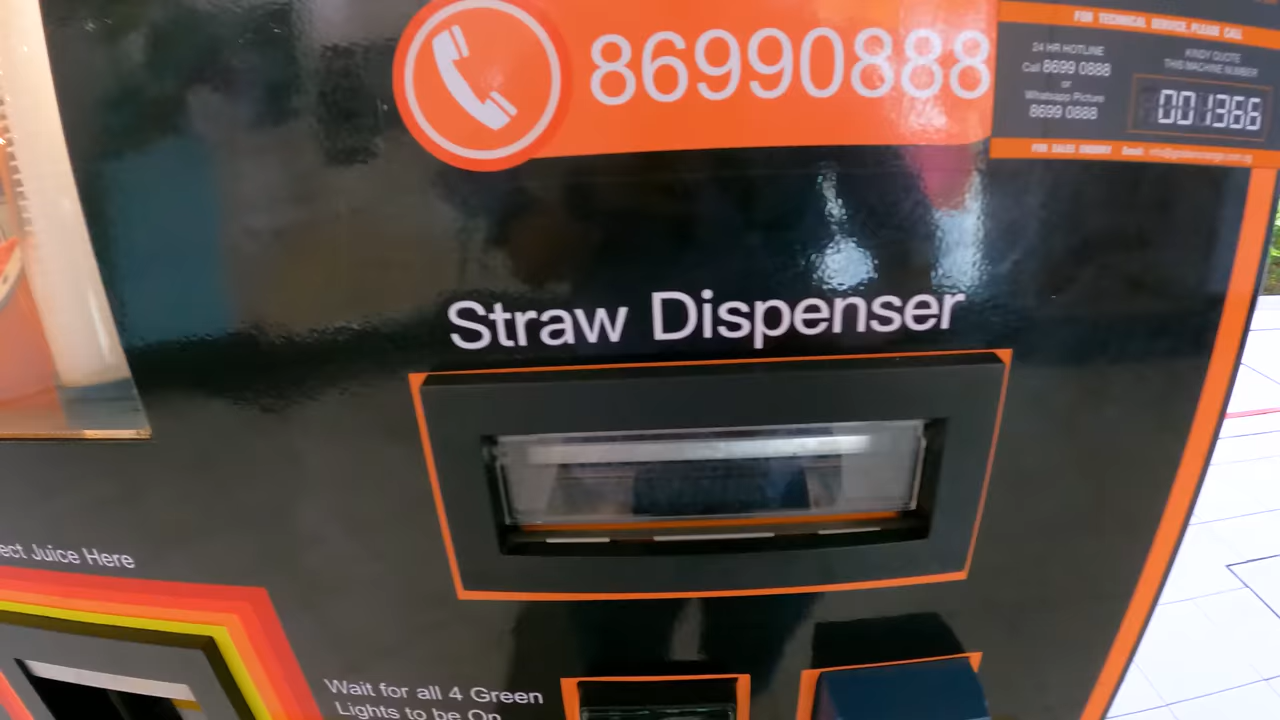 86990888
FOR TECHNICAL SERVICE, PLEASE CALL
24 HR HOTLINE
Call 8699 0888
or
Whatsapp Picture
8699 0888
KINDY QUOTE
THIS MACHINE NUMBER
001366
FOR SALES ENQUIRY Email:
Straw Dispenser
ect Juice Here
Wait for all 4 Green
Lights to be On